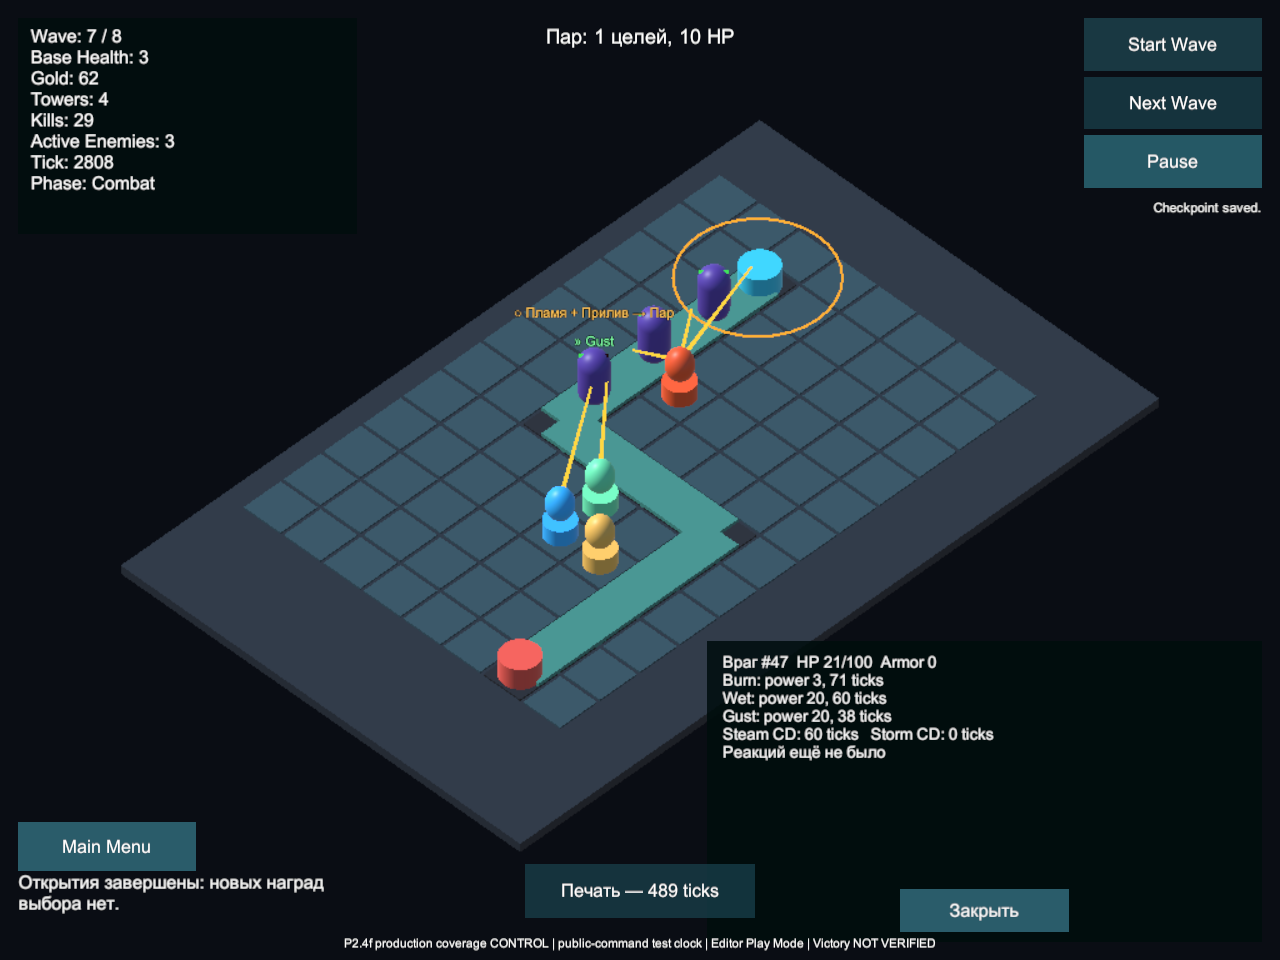 Wave: 7 / 8
Base Health: 3
Gold: 62
Towers: 4
Kills: 29
Active Enemies: 3
Tick: 2808
Phase: Combat
Пар: 1 целей, 10 HP
Start Wave
Next Wave
Pause
Checkpoint saved.
○ Пламя + Прилив → Пар
» Gust
Враг #47 HP 21/100 Armor 0
Burn: power 3, 71 ticks
Wet: power 20, 60 ticks
Gust: power 20, 38 ticks
Steam CD: 60 ticks Storm CD: 0 ticks
Реакций ещё не было
Main Menu
Открытия завершены: новых наград
выбора нет.
Печать — 489 ticks
Закрыть
P2.4f production coverage CONTROL | public-command test clock | Editor Play Mode | Victory NOT VERIFIED